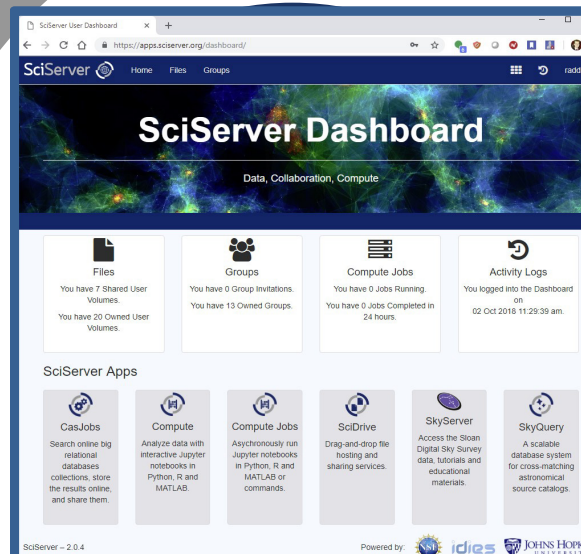 SciServer User Dashboard
https://apps.sciserver.org/dashboard/
SciServer Home Files Groups
SciServer Dashboard
Data, Collaboration, Compute
Files
You have 7 Shared User
Volumes.
You have 20 Owned User
Volumes.
Groups
You have 0 Group Invitations.
You have 13 Owned Groups.
Compute Jobs
You have 0 Jobs Running.
You have 0 Jobs Completed in
24 hours.
Activity Logs
You logged into the Dashboard
on
02 Oct 2018 11:29:39 am.
SciServer Apps
CasJobs
Search online big
relational
databases
collections, store
the results online,
and share them.
Compute
Analyze data with
interactive Jupyter
notebooks in
Python, R and
MATLAB.
Compute Jobs
Asychronously run
Jupyter notebooks
in Python, R and
MATLAB or
commands.
SciDrive
Drag-and-drop file
hosting and
sharing services.
SkyServer
Access the Sloan
Digital Sky Survey
data, tutorials and
educational
materials.
SkyQuery
A scalable
database system
for cross-matching
astronomical
source catalogs.
SciServer – 2.0.4
Powered by: NSF idies JOHNS HOPK
UNIVERSIT